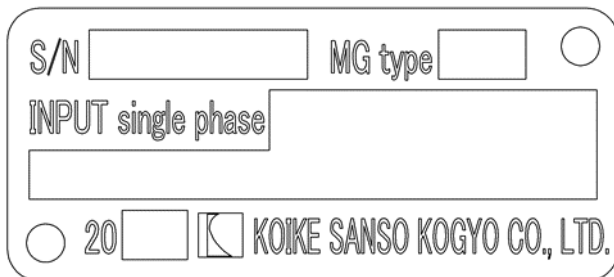 S/N MG type
INPUT single phase
20 KOIKE SANSO KOGYO CO., LTD.